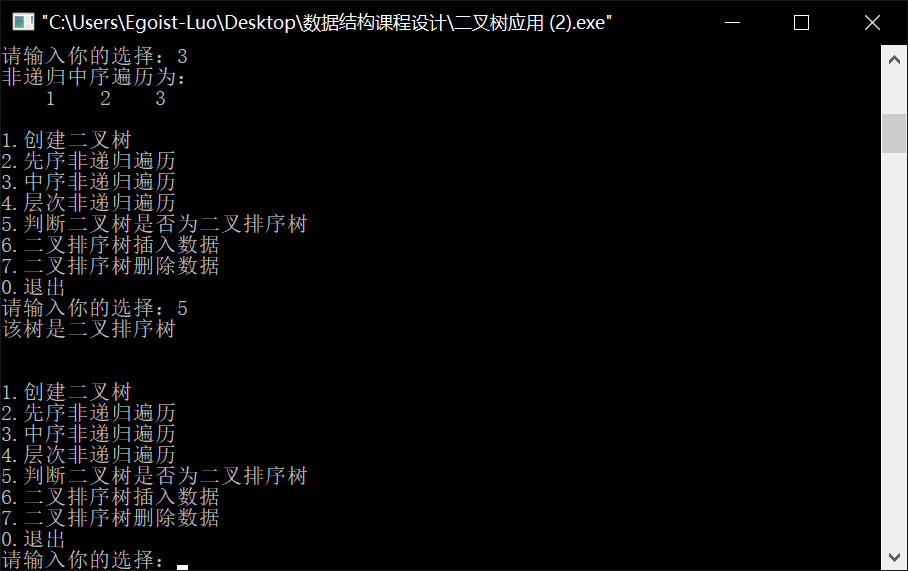 "C:\Users\Egoist-Luo\Desktop\数据结构课程设计\二叉树应用 (2).exe"
请输入你的选择：3
非递归中序遍历为：
1 2 3
1.创建二叉树
2.先序非递归遍历
3.中序非递归遍历
4.层次非递归遍历
5.判断二叉树是否为二叉排序树
6.二叉排序树插入数据
7.二叉排序树删除数据
0.退出
请输入你的选择：5
该树是二叉排序树
1.创建二叉树
2.先序非递归遍历
3.中序非递归遍历
4.层次非递归遍历
5.判断二叉树是否为二叉排序树
6.二叉排序树插入数据
7.二叉排序树删除数据
0.退出
请输入你的选择：